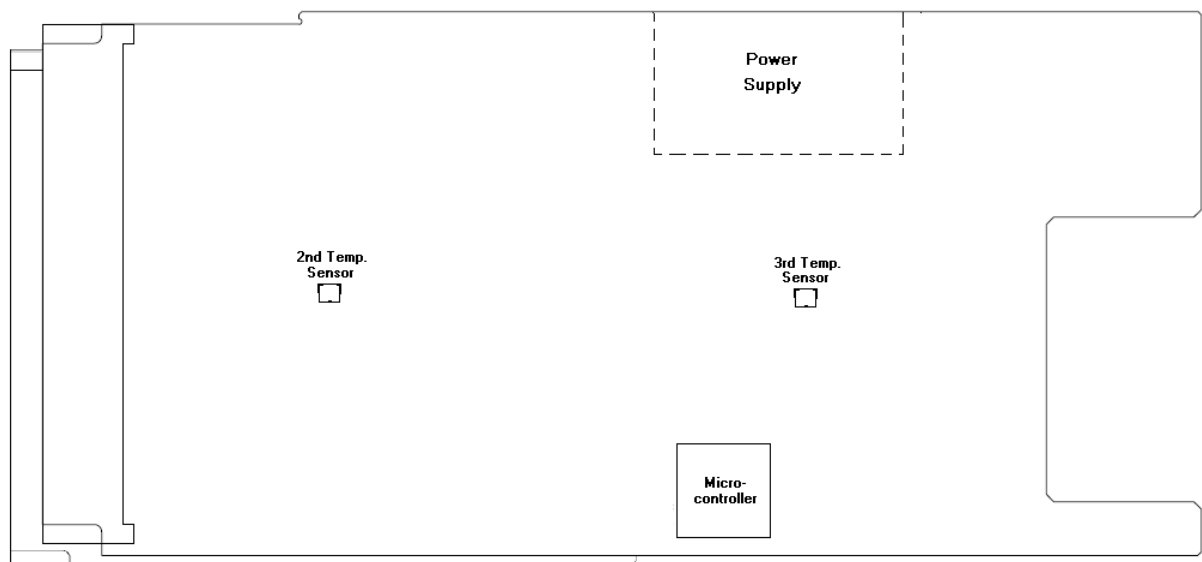 Power
Supply
2nd Temp.
Sensor
3rd Temp.
Sensor
Micro-
controller